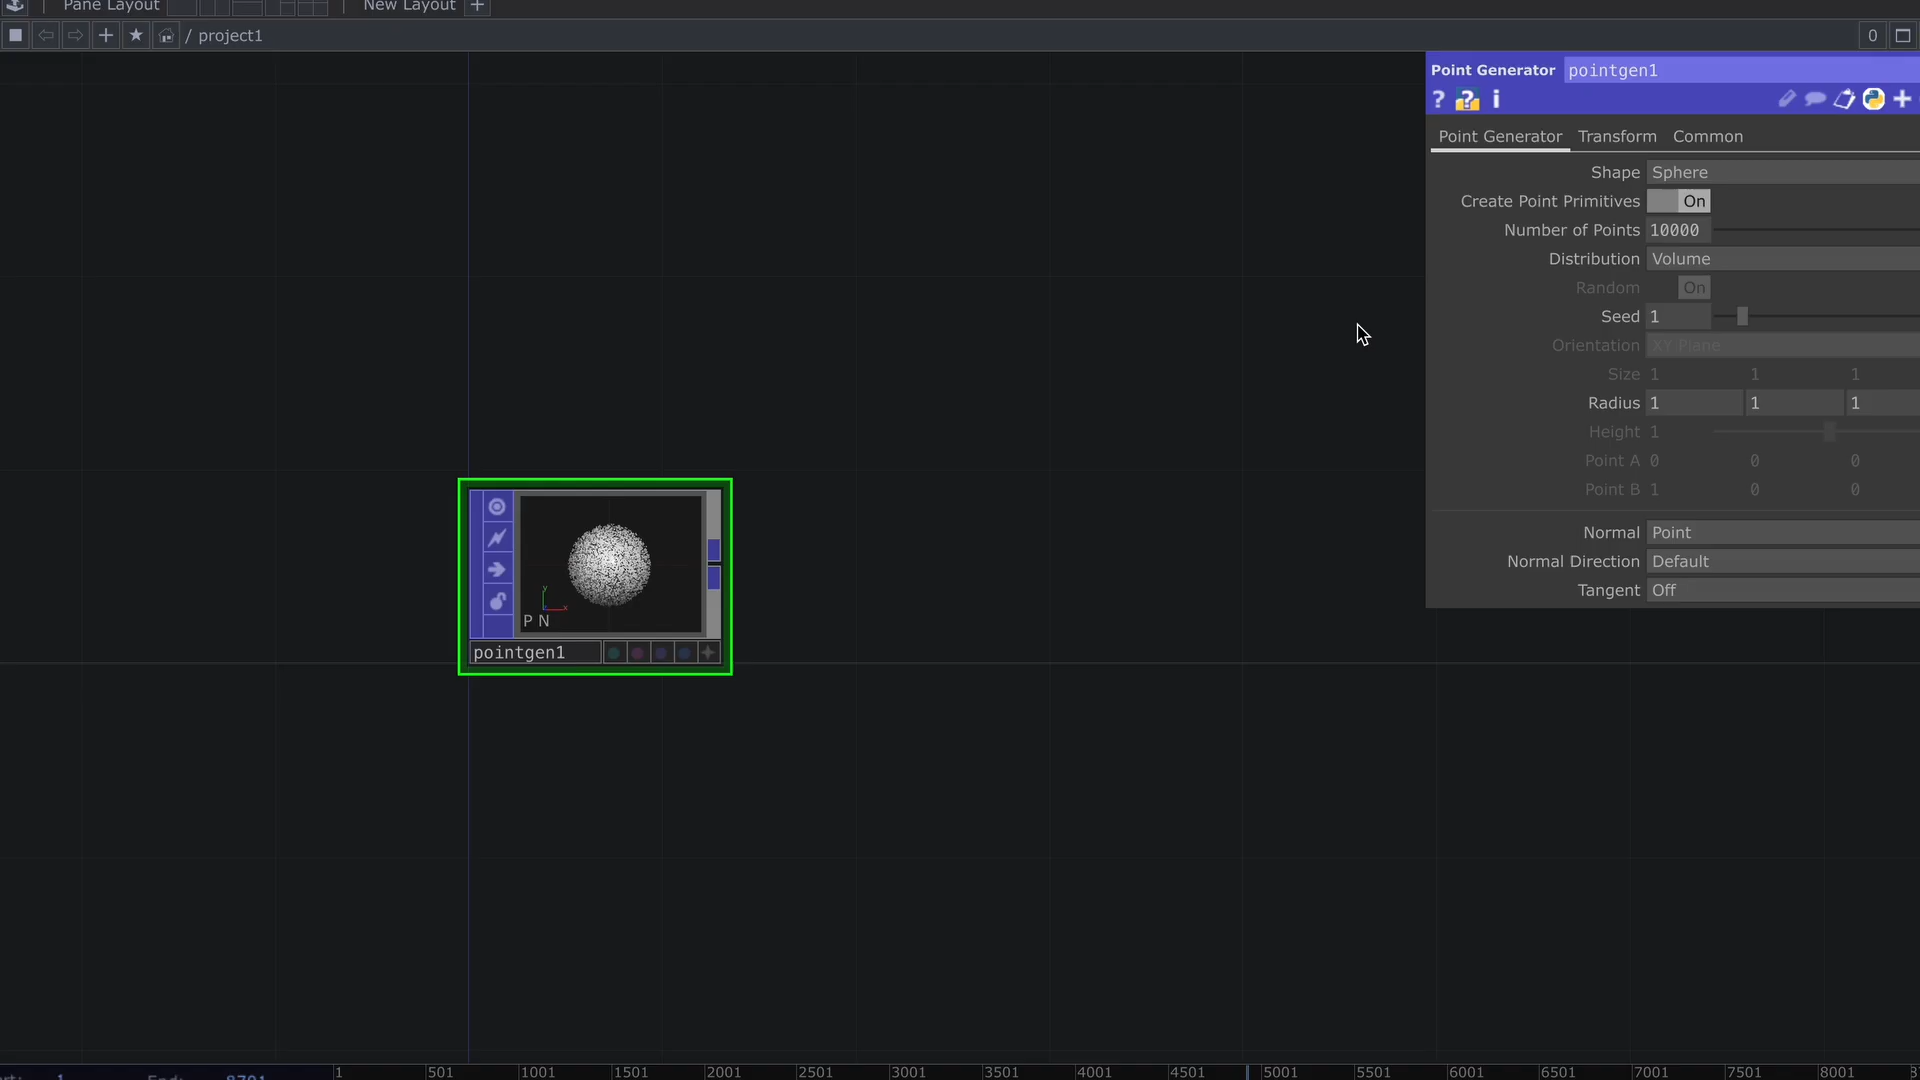 Pane Layout New Layout +
/ project1 0
Point Generator pointgen1
? ? i
Point Generator Transform Common
Shape Sphere
Create Point Primitives On
Number of Points 10000
Distribution Volume
Random On
Seed 1
Orientation XY Plane
Size 1 1 1
Radius 1 1 1
Height 1
Point A 0 0 0
Point B 1 0 0
Normal Point
Normal Direction Default
Tangent Off
y
x
P N
pointgen1
1 501 1001 1501 2001 2501 3001 3501 4001 4501 5001 5501 6001 6501 7001 7501 8001